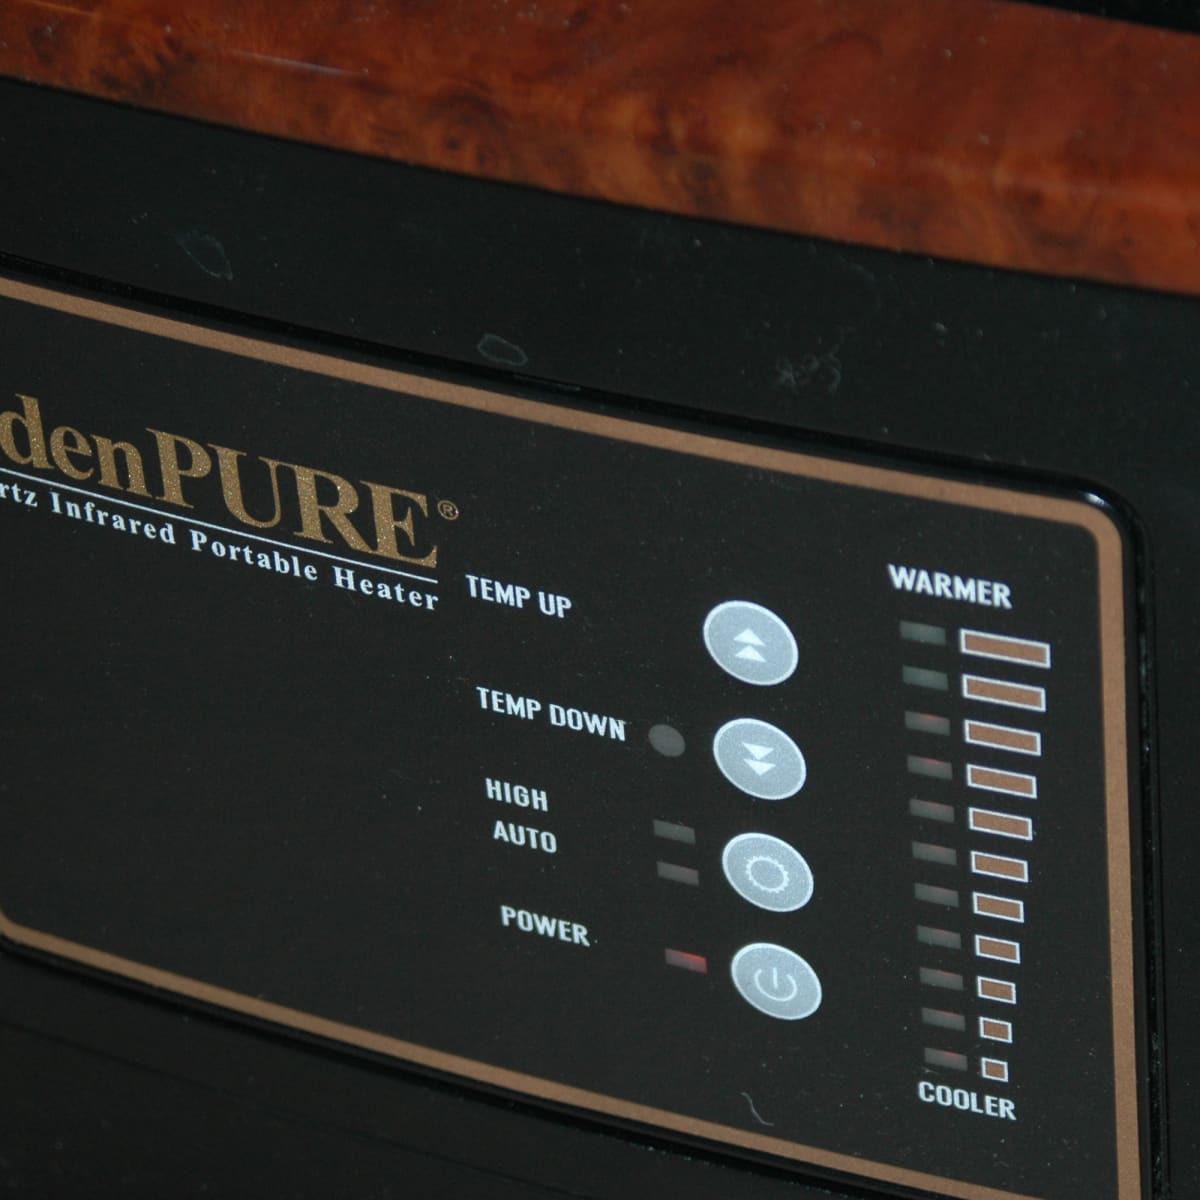 denPURE®
rtz Infrared Portable Heater
TEMP UP
WARMER
TEMP DOWN
HIGH
AUTO
POWER
COOLER